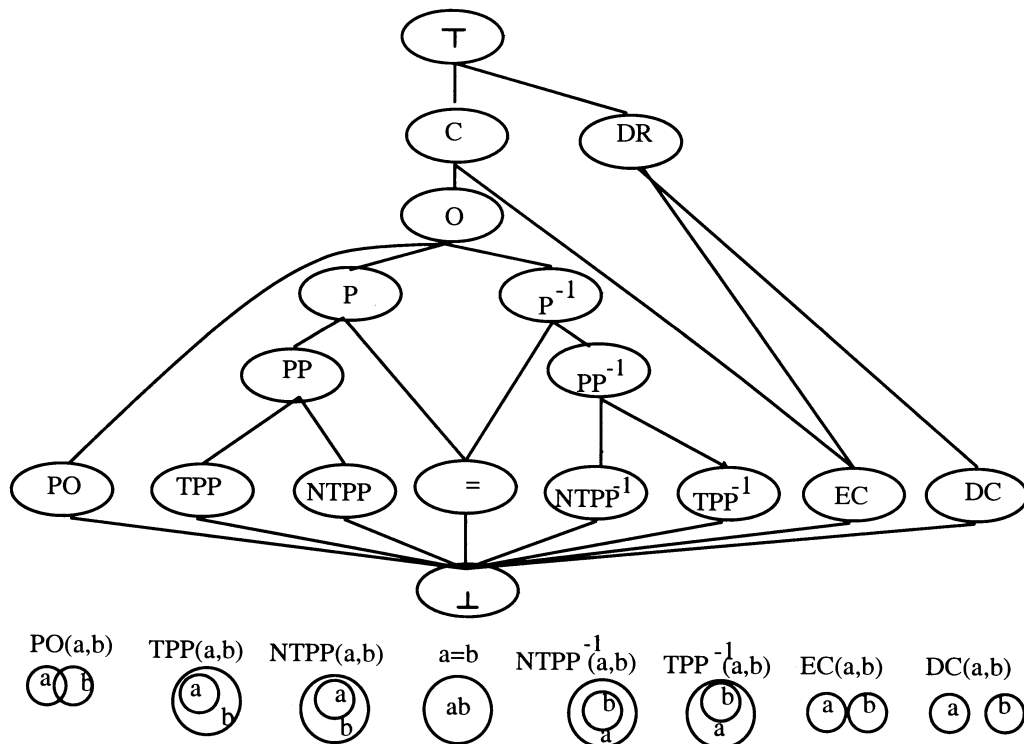 ⊤
C
DR
O
P
P⁻¹
PP
PP⁻¹
PO
TPP
NTPP
=
NTPP⁻¹
TPP⁻¹
EC
DC
⊥
PO(a,b)
TPP(a,b)
NTPP(a,b)
a=b
NTPP⁻¹(a,b)
TPP⁻¹(a,b)
EC(a,b)
DC(a,b)
a b
a
b
a
b
ab
b
a
b
a
a b
a b